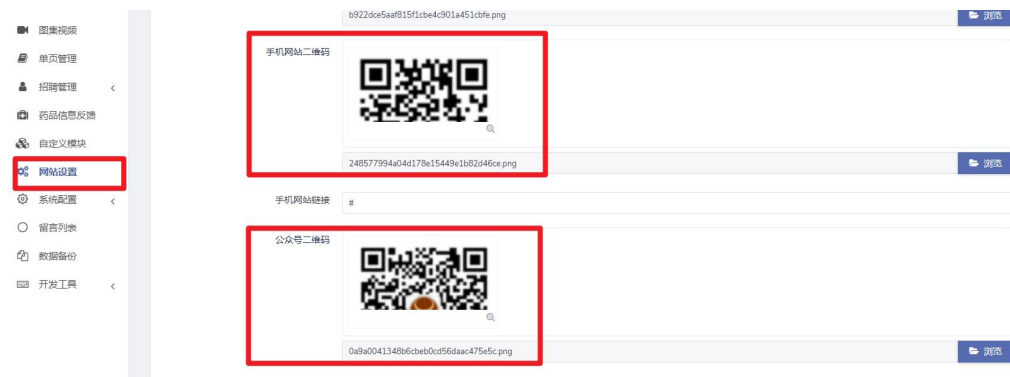 图集视频
单页管理
招聘管理
药品信息反馈
自定义模块
网站设置
系统配置
留言列表
数据备份
开发工具
b922dce5aaf815f1cbe4c901a451cbfe.png
浏览
手机网站二维码
248577994a04d178e15449e1b82d46ce.png
浏览
手机网站链接
#
公众号二维码
0a9a0041348b6cbeb0cd56daac475e5c.png
浏览